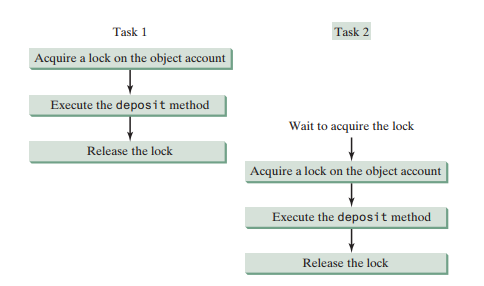 Task 1
Task 2
Acquire a lock on the object account
Execute the deposit method
Release the lock
Wait to acquire the lock
Acquire a lock on the object account
Execute the deposit method
Release the lock